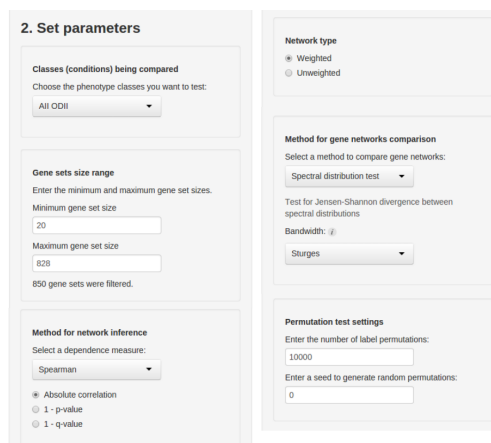 2. Set parameters
Classes (conditions) being compared
Choose the phenotype classes you want to test:
AII ODII
Gene sets size range
Enter the minimum and maximum gene set sizes.
Minimum gene set size
20
Maximum gene set size
828
850 gene sets were filtered.
Method for network inference
Select a dependence measure:
Spearman
Absolute correlation
1 - p-value
1 - q-value
Network type
Weighted
Unweighted
Method for gene networks comparison
Select a method to compare gene networks:
Spectral distribution test
Test for Jensen-Shannon divergence between
spectral distributions
Bandwidth: i
Sturges
Permutation test settings
Enter the number of label permutations:
10000
Enter a seed to generate random permutations:
0